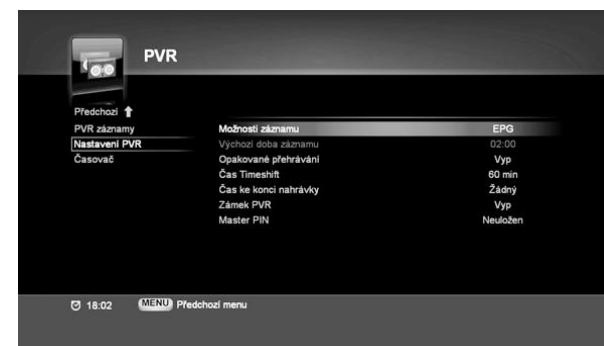 PVR
Předchozí
PVR záznamy
Nastavení PVR
Časovač
Možnosti záznamu EPG
Výchozí doba záznamu 02:00
Opakované přehrávání Vyp
Čas Timeshift 60 min
Čas ke konci nahrávky Žádný
Zámek PVR Vyp
Master PIN Neuložen
18:02 MENU Předchozí menu